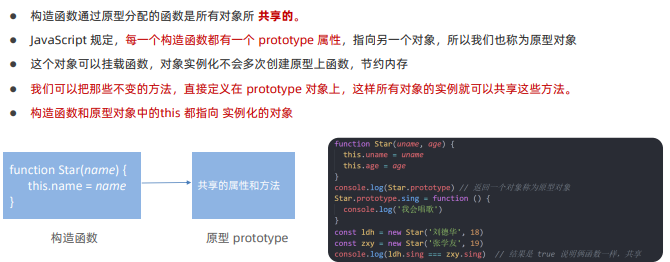 ● 构造函数通过原型分配的函数是所有对象所 共享的。
● JavaScript 规定，每一个构造函数都有一个 prototype 属性，指向另一个对象，所以我们也称为原型对象
● 这个对象可以挂载函数，对象实例化不会多次创建原型上函数，节约内存
● 我们可以把那些不变的方法，直接定义在 prototype 对象上，这样所有对象的实例就可以共享这些方法。
● 构造函数和原型对象中的this 都指向 实例化的对象
function Star(name) {
this.name = name
}
构造函数
共享的属性和方法
原型 prototype
function Star(uname, age) {
this.uname = uname
this.age = age
}
console.log(Star.prototype) // 返回一个对象称为原型对象
Star.prototype.sing = function () {
console.log('我会唱歌')
}
const ldh = new Star('刘德华', 18)
const zxy = new Star('张学友', 19)
console.log(ldh.sing === zxy.sing) // 结果是 true 说明俩函数一样，共享